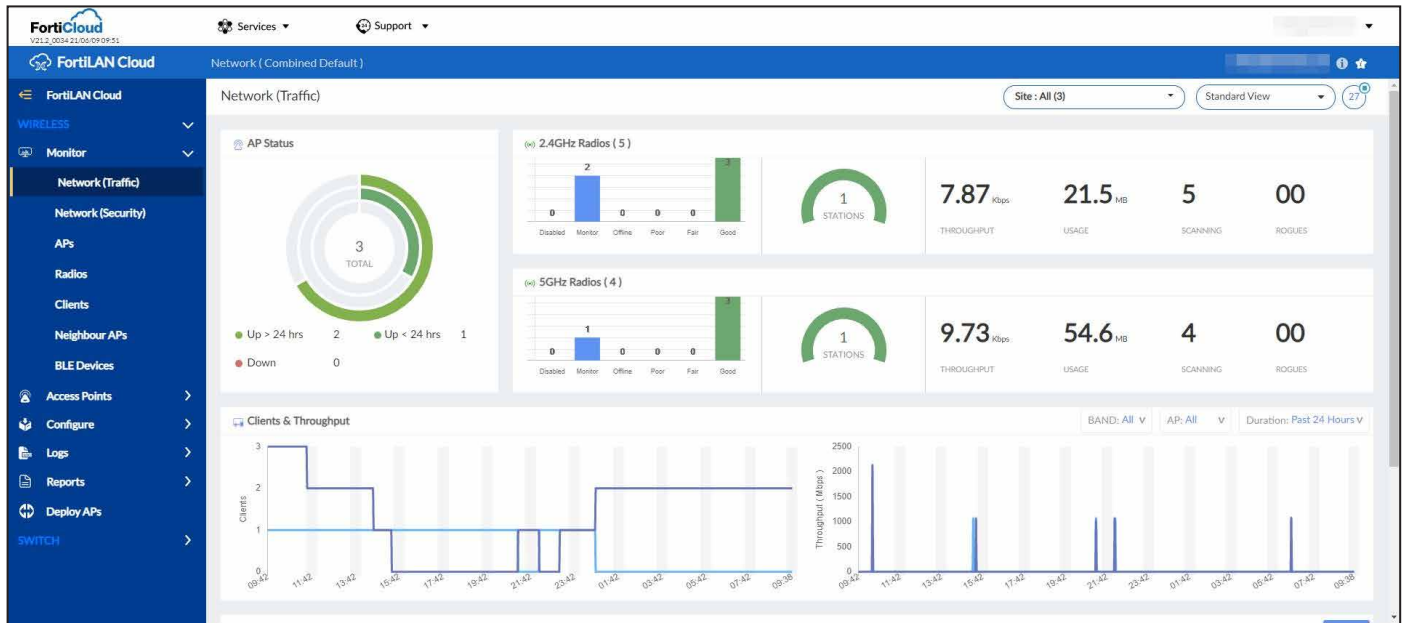 FortiCloud
V21.2_0034 21/06/09 09:51
Services
Support
FortiLAN Cloud
Network ( Combined Default )
FortiLAN Cloud
WIRELESS
Monitor
Network (Traffic)
Network (Security)
APs
Radios
Clients
Neighbour APs
BLE Devices
Access Points
Configure
Logs
Reports
Deploy APs
SWITCH
Network (Traffic)
Site : All (3)
Standard View
27
AP Status
3
TOTAL
Up > 24 hrs 2
Up < 24 hrs 1
Down 0
2.4GHz Radios ( 5 )
0 2 0 0 0 3
Disabled Monitor Offline Poor Fair Good
1
STATIONS
7.87 Kbps
THROUGHPUT
21.5 MB
USAGE
5
SCANNING
00
ROGUES
5GHz Radios ( 4 )
0 1 0 0 0 3
Disabled Monitor Offline Poor Fair Good
1
STATIONS
9.73 Kbps
THROUGHPUT
54.6 MB
USAGE
4
SCANNING
00
ROGUES
Clients & Throughput
BAND: All
AP: All
Duration: Past 24 Hours
Clients
3
2
1
0
09:42 11:42 13:42 15:42 17:42 19:42 21:42 23:42 01:42 03:42 05:42 07:42 09:38
Throughput ( Mbps )
2500
2000
1500
1000
500
0
09:42 11:42 13:42 15:42 17:42 19:42 21:42 23:42 01:42 03:42 05:42 07:42 09:38